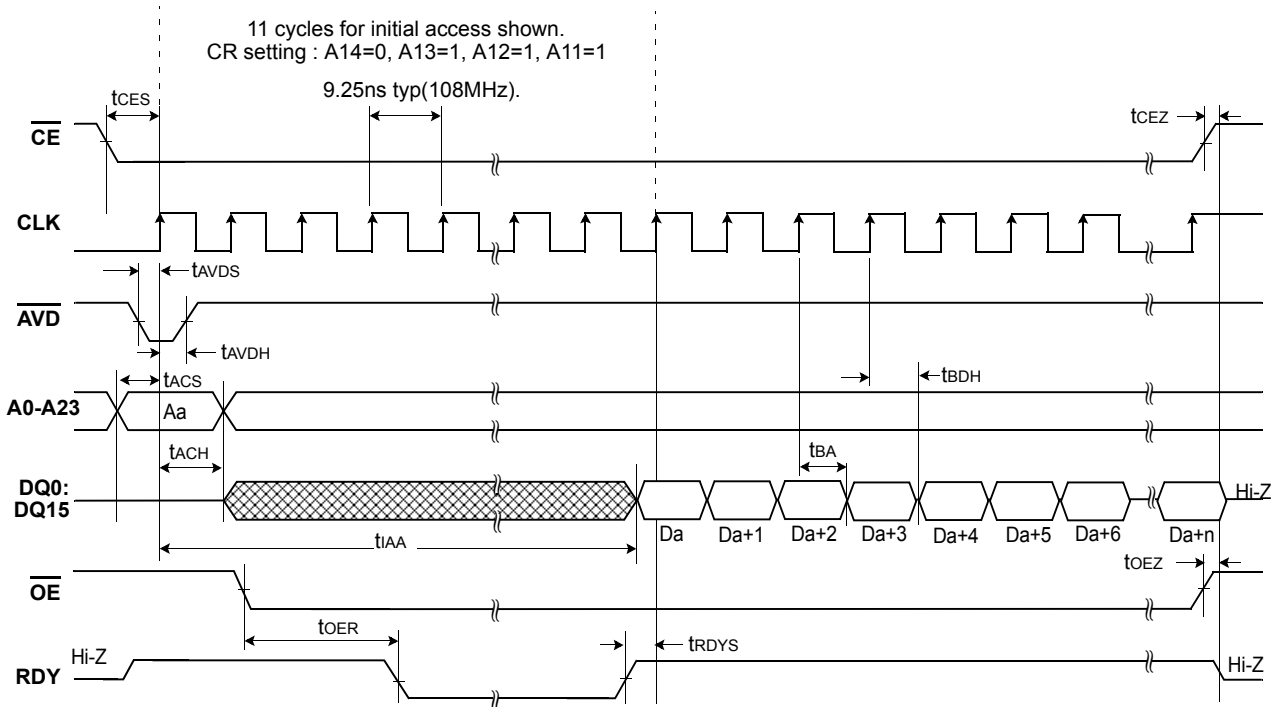 11 cycles for initial access shown.
CR setting : A14=0, A13=1, A12=1, A11=1
9.25ns typ(108MHz).
tCES
tCEZ
CE
CLK
tAVDS
AVD
tAVDH
tACS
tBDH
A0-A23
Aa
tACH
tBA
DQ0:
DQ15
Hi-Z
tIAA
Da
Da+1
Da+2
Da+3
Da+4
Da+5
Da+6
Da+n
tOEZ
OE
tOER
tRDYS
Hi-Z
RDY
Hi-Z